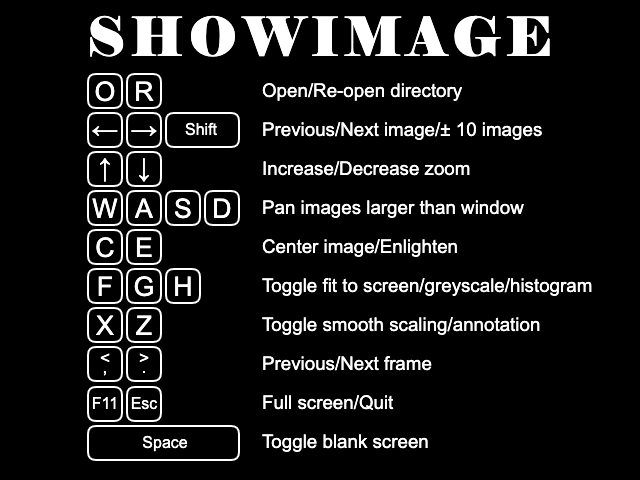 SHOWIMAGE
O R Open/Re-open directory
← → Shift Previous/Next image/± 10 images
↑ ↓ Increase/Decrease zoom
W A S D Pan images larger than window
C E Center image/Enlighten
F G H Toggle fit to screen/greyscale/histogram
X Z Toggle smooth scaling/annotation
< , > . Previous/Next frame
F11 Esc Full screen/Quit
Space Toggle blank screen